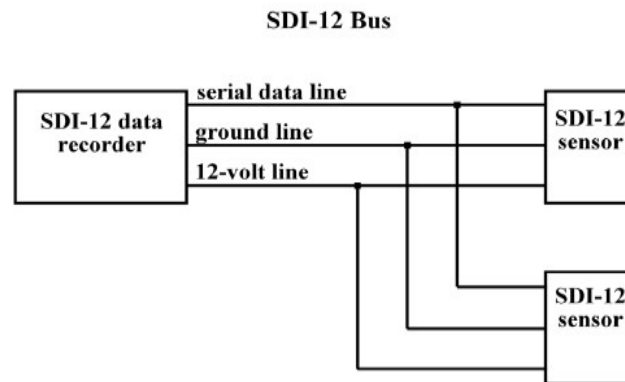 SDI-12 Bus
serial data line
SDI-12 data
recorder
ground line
12-volt line
SDI-12
sensor
SDI-12
sensor